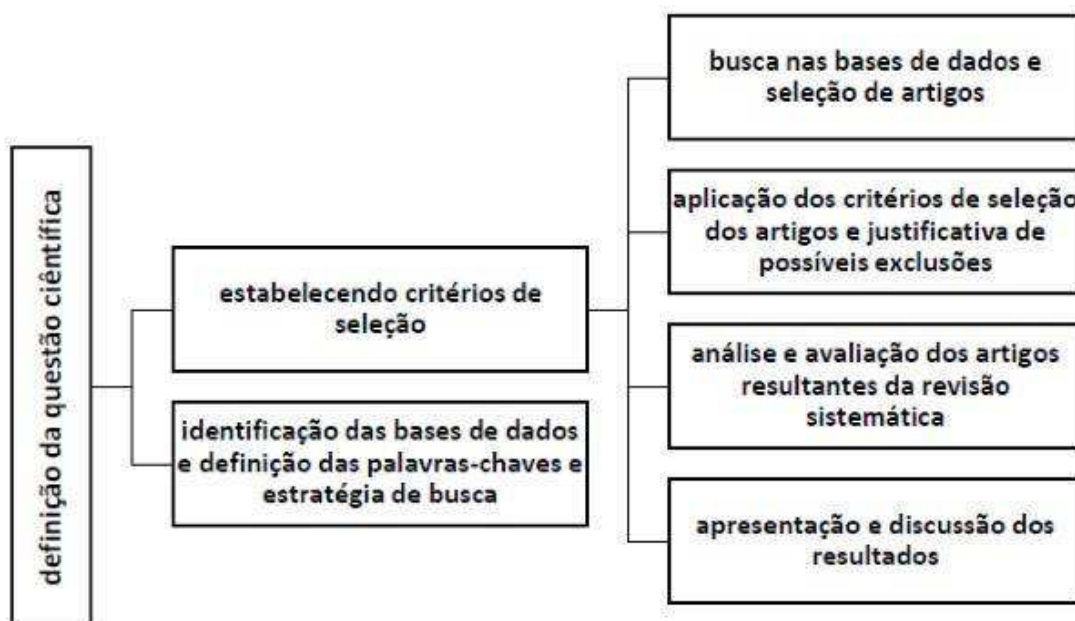 definição da questão ciêntífica
estabelecendo critérios de
seleção
identificação das bases de dados
e definição das palavras-chaves e
estratégia de busca
busca nas bases de dados e
seleção de artigos
aplicação dos critérios de seleção
dos artigos e justificativa de
possíveis exclusões
análise e avaliação dos artigos
resultantes da revisão
sistemática
apresentação e discussão dos
resultados